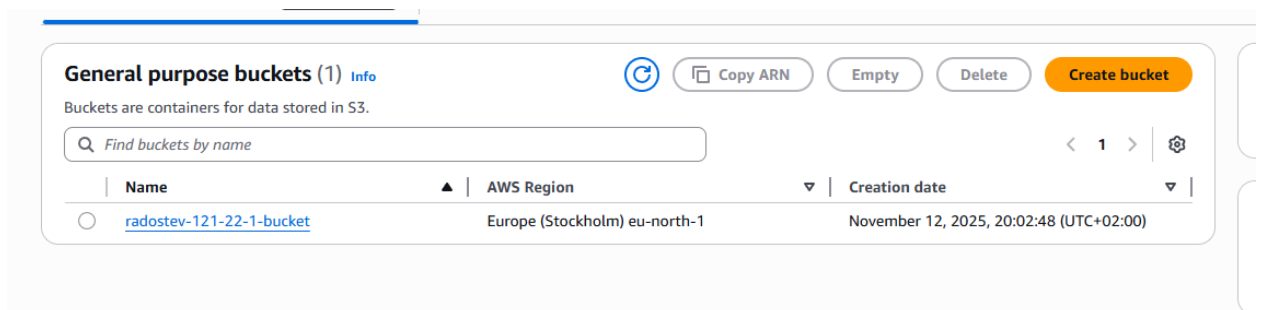 General purpose buckets (1) Info
Copy ARN
Empty
Delete
Create bucket
Buckets are containers for data stored in S3.
Find buckets by name
1
Name AWS Region Creation date
radostev-121-22-1-bucket Europe (Stockholm) eu-north-1 November 12, 2025, 20:02:48 (UTC+02:00)